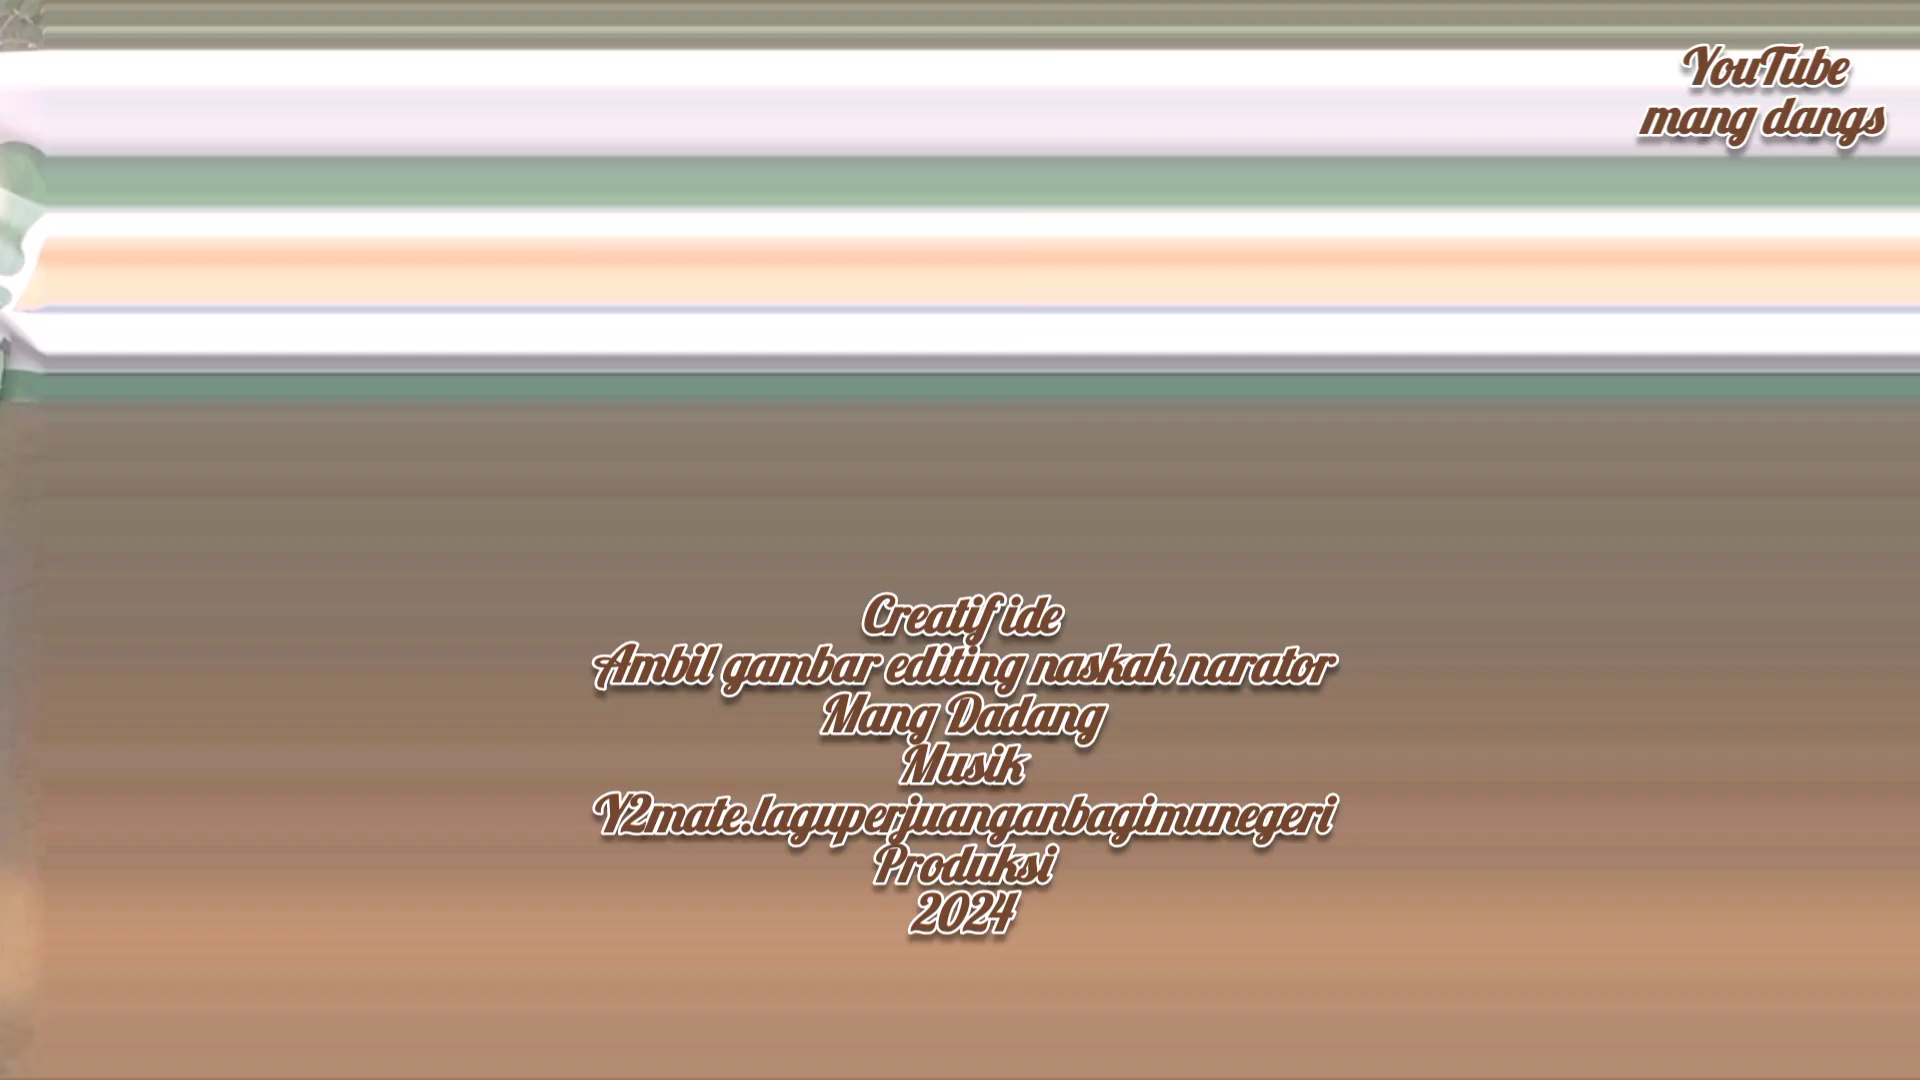 YouTube
mang dangs
Creatif ide
Ambil gambar editing naskah narator
Mang Dadang
Musik
Y2mate.laguperjuanganbagimunegeri
Produksi
2024